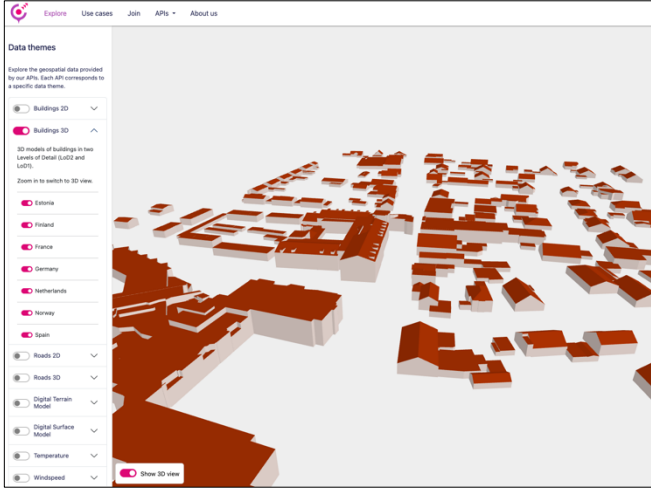 Explore
Use cases
Join
APIs
About us
Data themes
Explore the geospatial data provided
by our APIs. Each API corresponds to
a specific data theme.
Buildings 2D
Buildings 3D
3D models of buildings in two
Levels of Detail (LoD2 and
LoD1).
Zoom in to switch to 3D view.
Estonia
Finland
France
Germany
Netherlands
Norway
Spain
Roads 2D
Roads 3D
Digital Terrain
Model
Digital Surface
Model
Temperature
Windspeed
Show 3D view